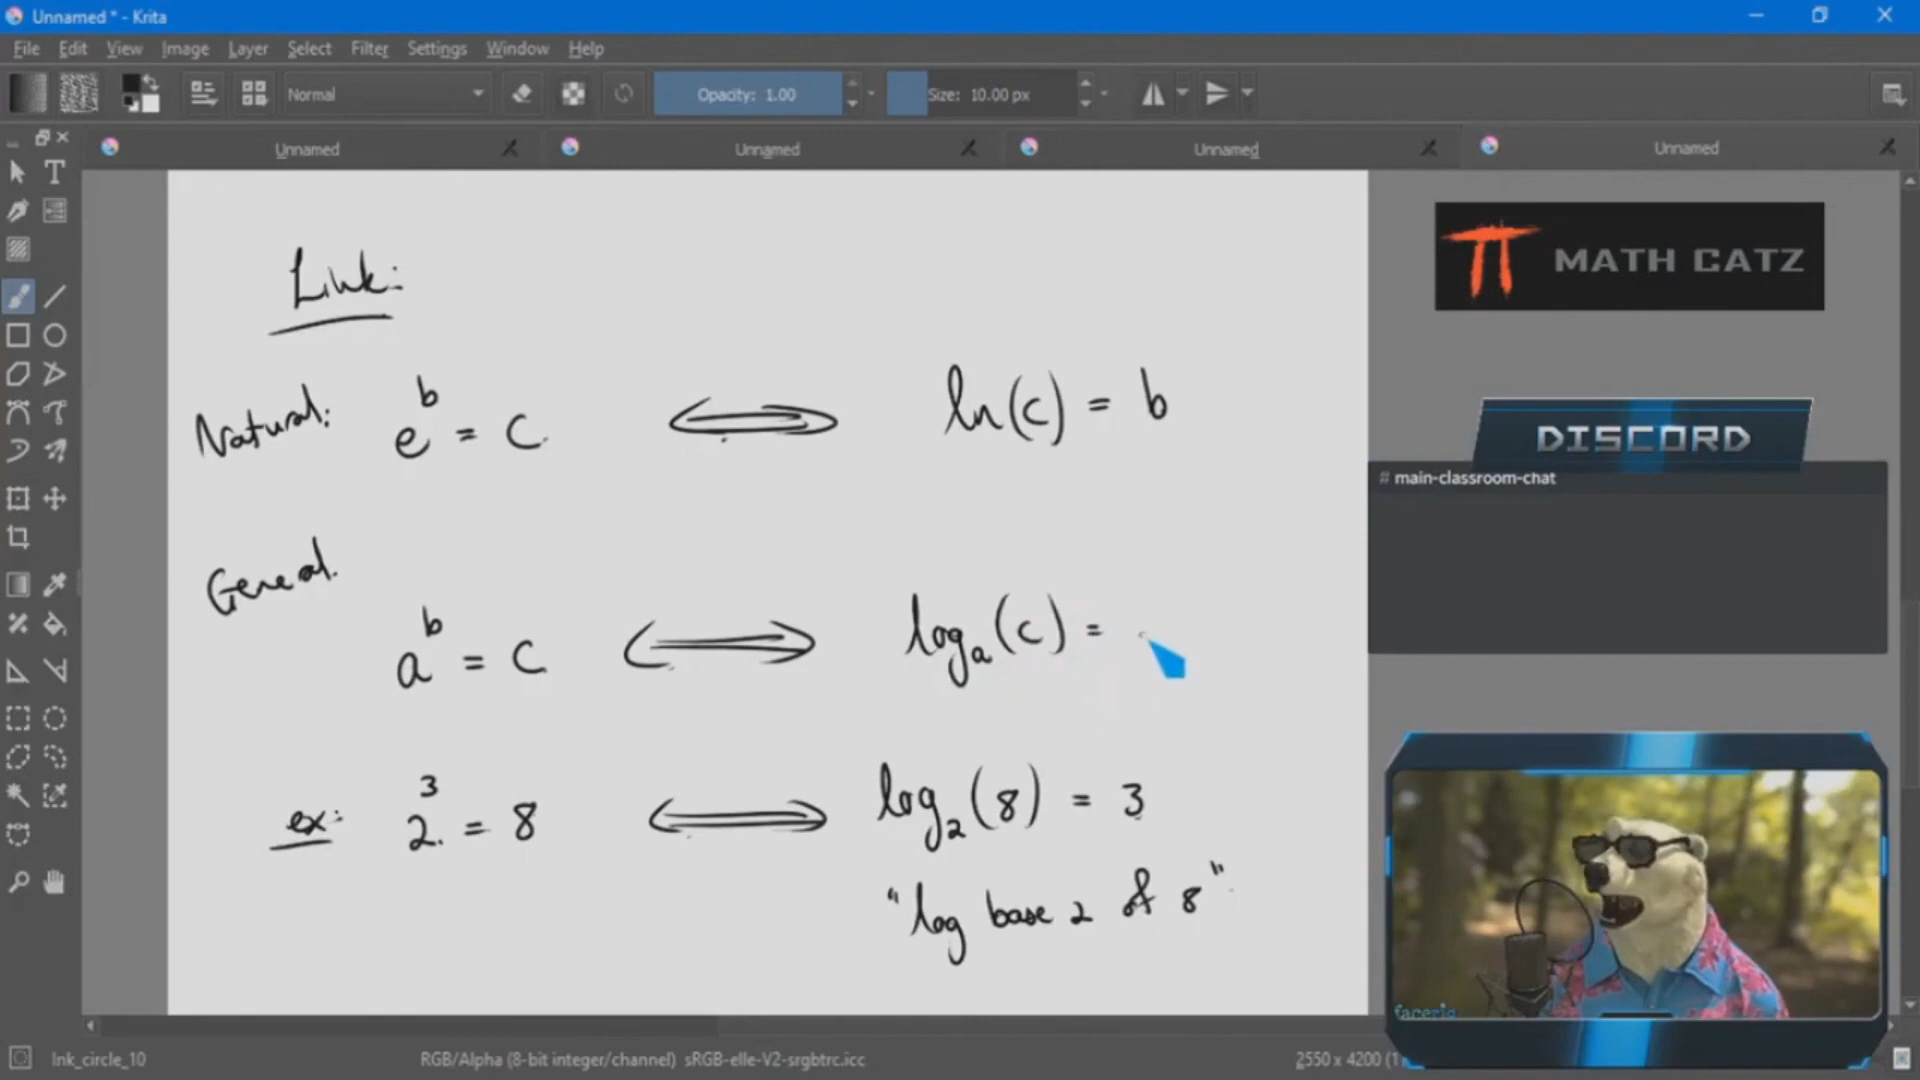 Unnamed * - Krita
File Edit View Image Layer Select Filter Settings Window Help
Normal Opacity: 1.00 Size: 10.00 px
Unnamed Unnamed Unnamed Unnamed
MATH CATZ
Link:
Natural: e^b = c ⟺ ln(c) = b
DISCORD
# main-classroom-chat
General:
a^b = c ⟺ log_a(c) =
ex: 2^3 = 8 ⟺ log_2(8) = 3
"log base 2 of 8"
facerig
Ink_circle_10 RGB/Alpha (8-bit integer/channel) sRGB-elle-V2-srgbtrc.icc 2550 x 4200 (1